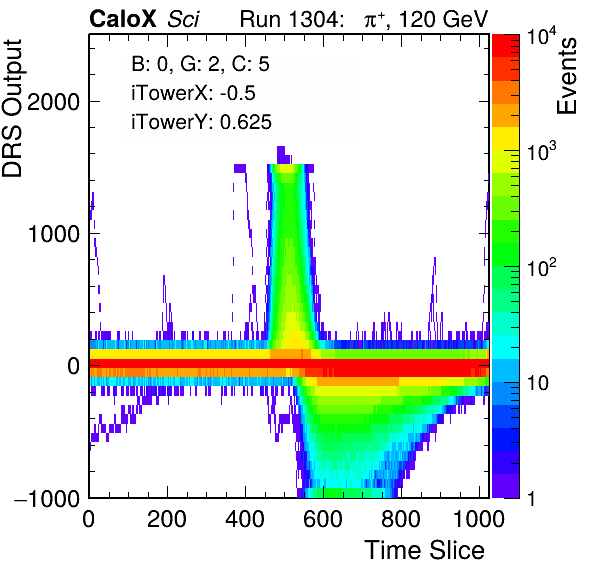 CaloX Sci Run 1304: π⁺, 120 GeV
B: 0, G: 2, C: 5
iTowerX: -0.5
iTowerY: 0.625
DRS Output
2000
1000
0
−1000
0 200 400 600 800 1000
Time Slice
Events
10⁴
10³
10²
10
1